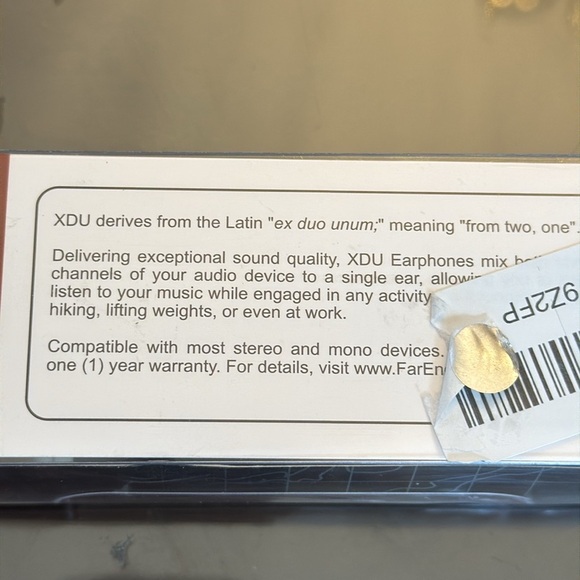 XDU derives from the Latin "ex duo unum;" meaning "from two, one".
Delivering exceptional sound quality, XDU Earphones mix
channels of your audio device to a single ear,
listen to your music while engaged in any activity
hiking, lifting weights, or even at work.
Compatible with most stereo and mono devices.
one (1) year warranty. For details, visit www.FarEn
9Z2FP